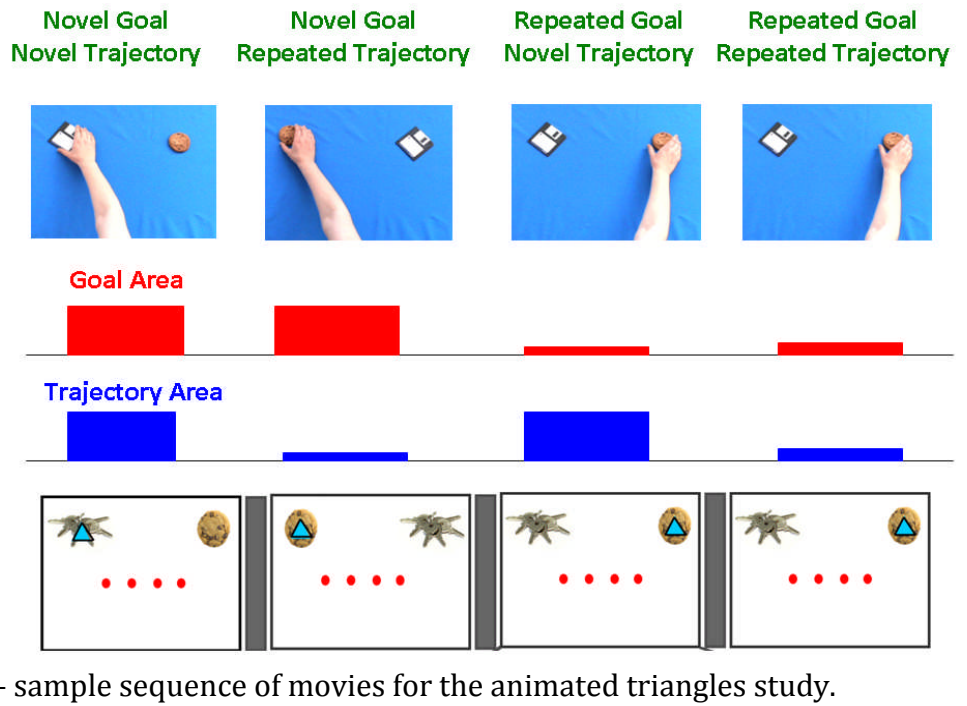 Novel Goal
Novel Trajectory
Novel Goal
Repeated Trajectory
Repeated Goal
Novel Trajectory
Repeated Goal
Repeated Trajectory
Goal Area
Trajectory Area
- sample sequence of movies for the animated triangles study.